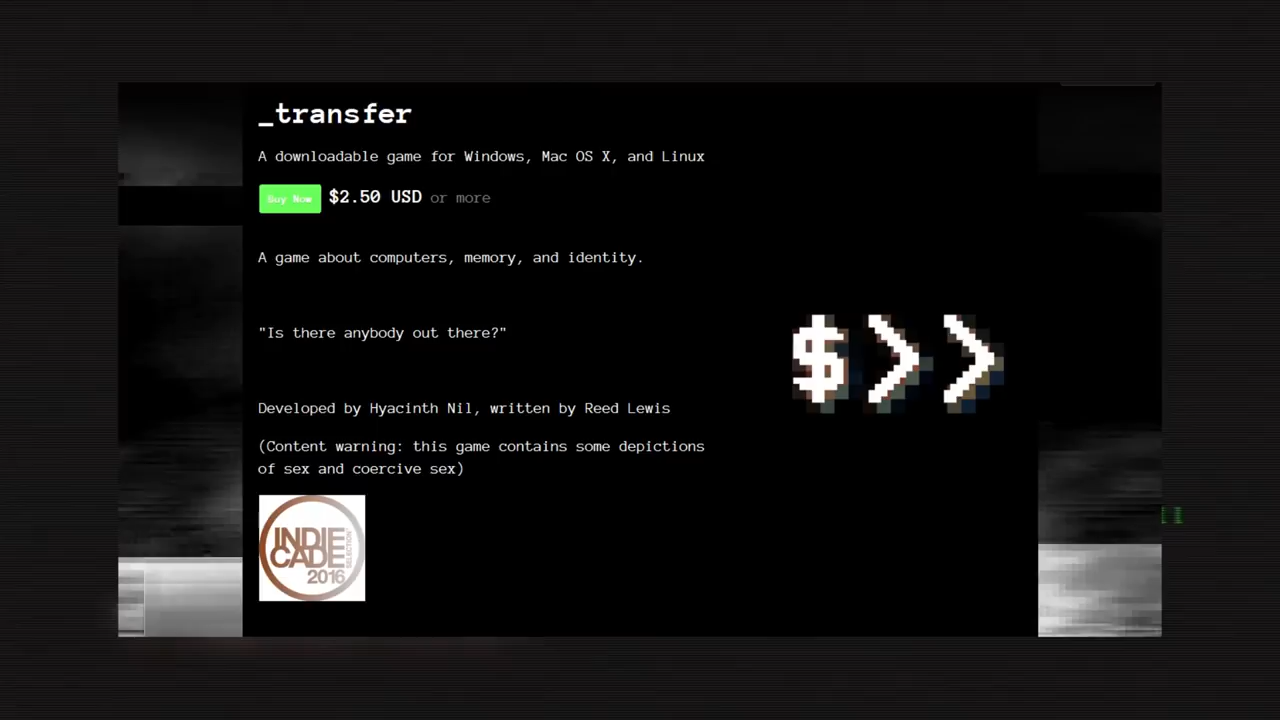 _transfer
A downloadable game for Windows, Mac OS X, and Linux
Buy Now $2.50 USD or more
A game about computers, memory, and identity.
"Is there anybody out there?"
$>>
Developed by Hyacinth Nil, written by Reed Lewis
(Content warning: this game contains some depictions
of sex and coercive sex)
INDIE
CADE
2016
SELECTION